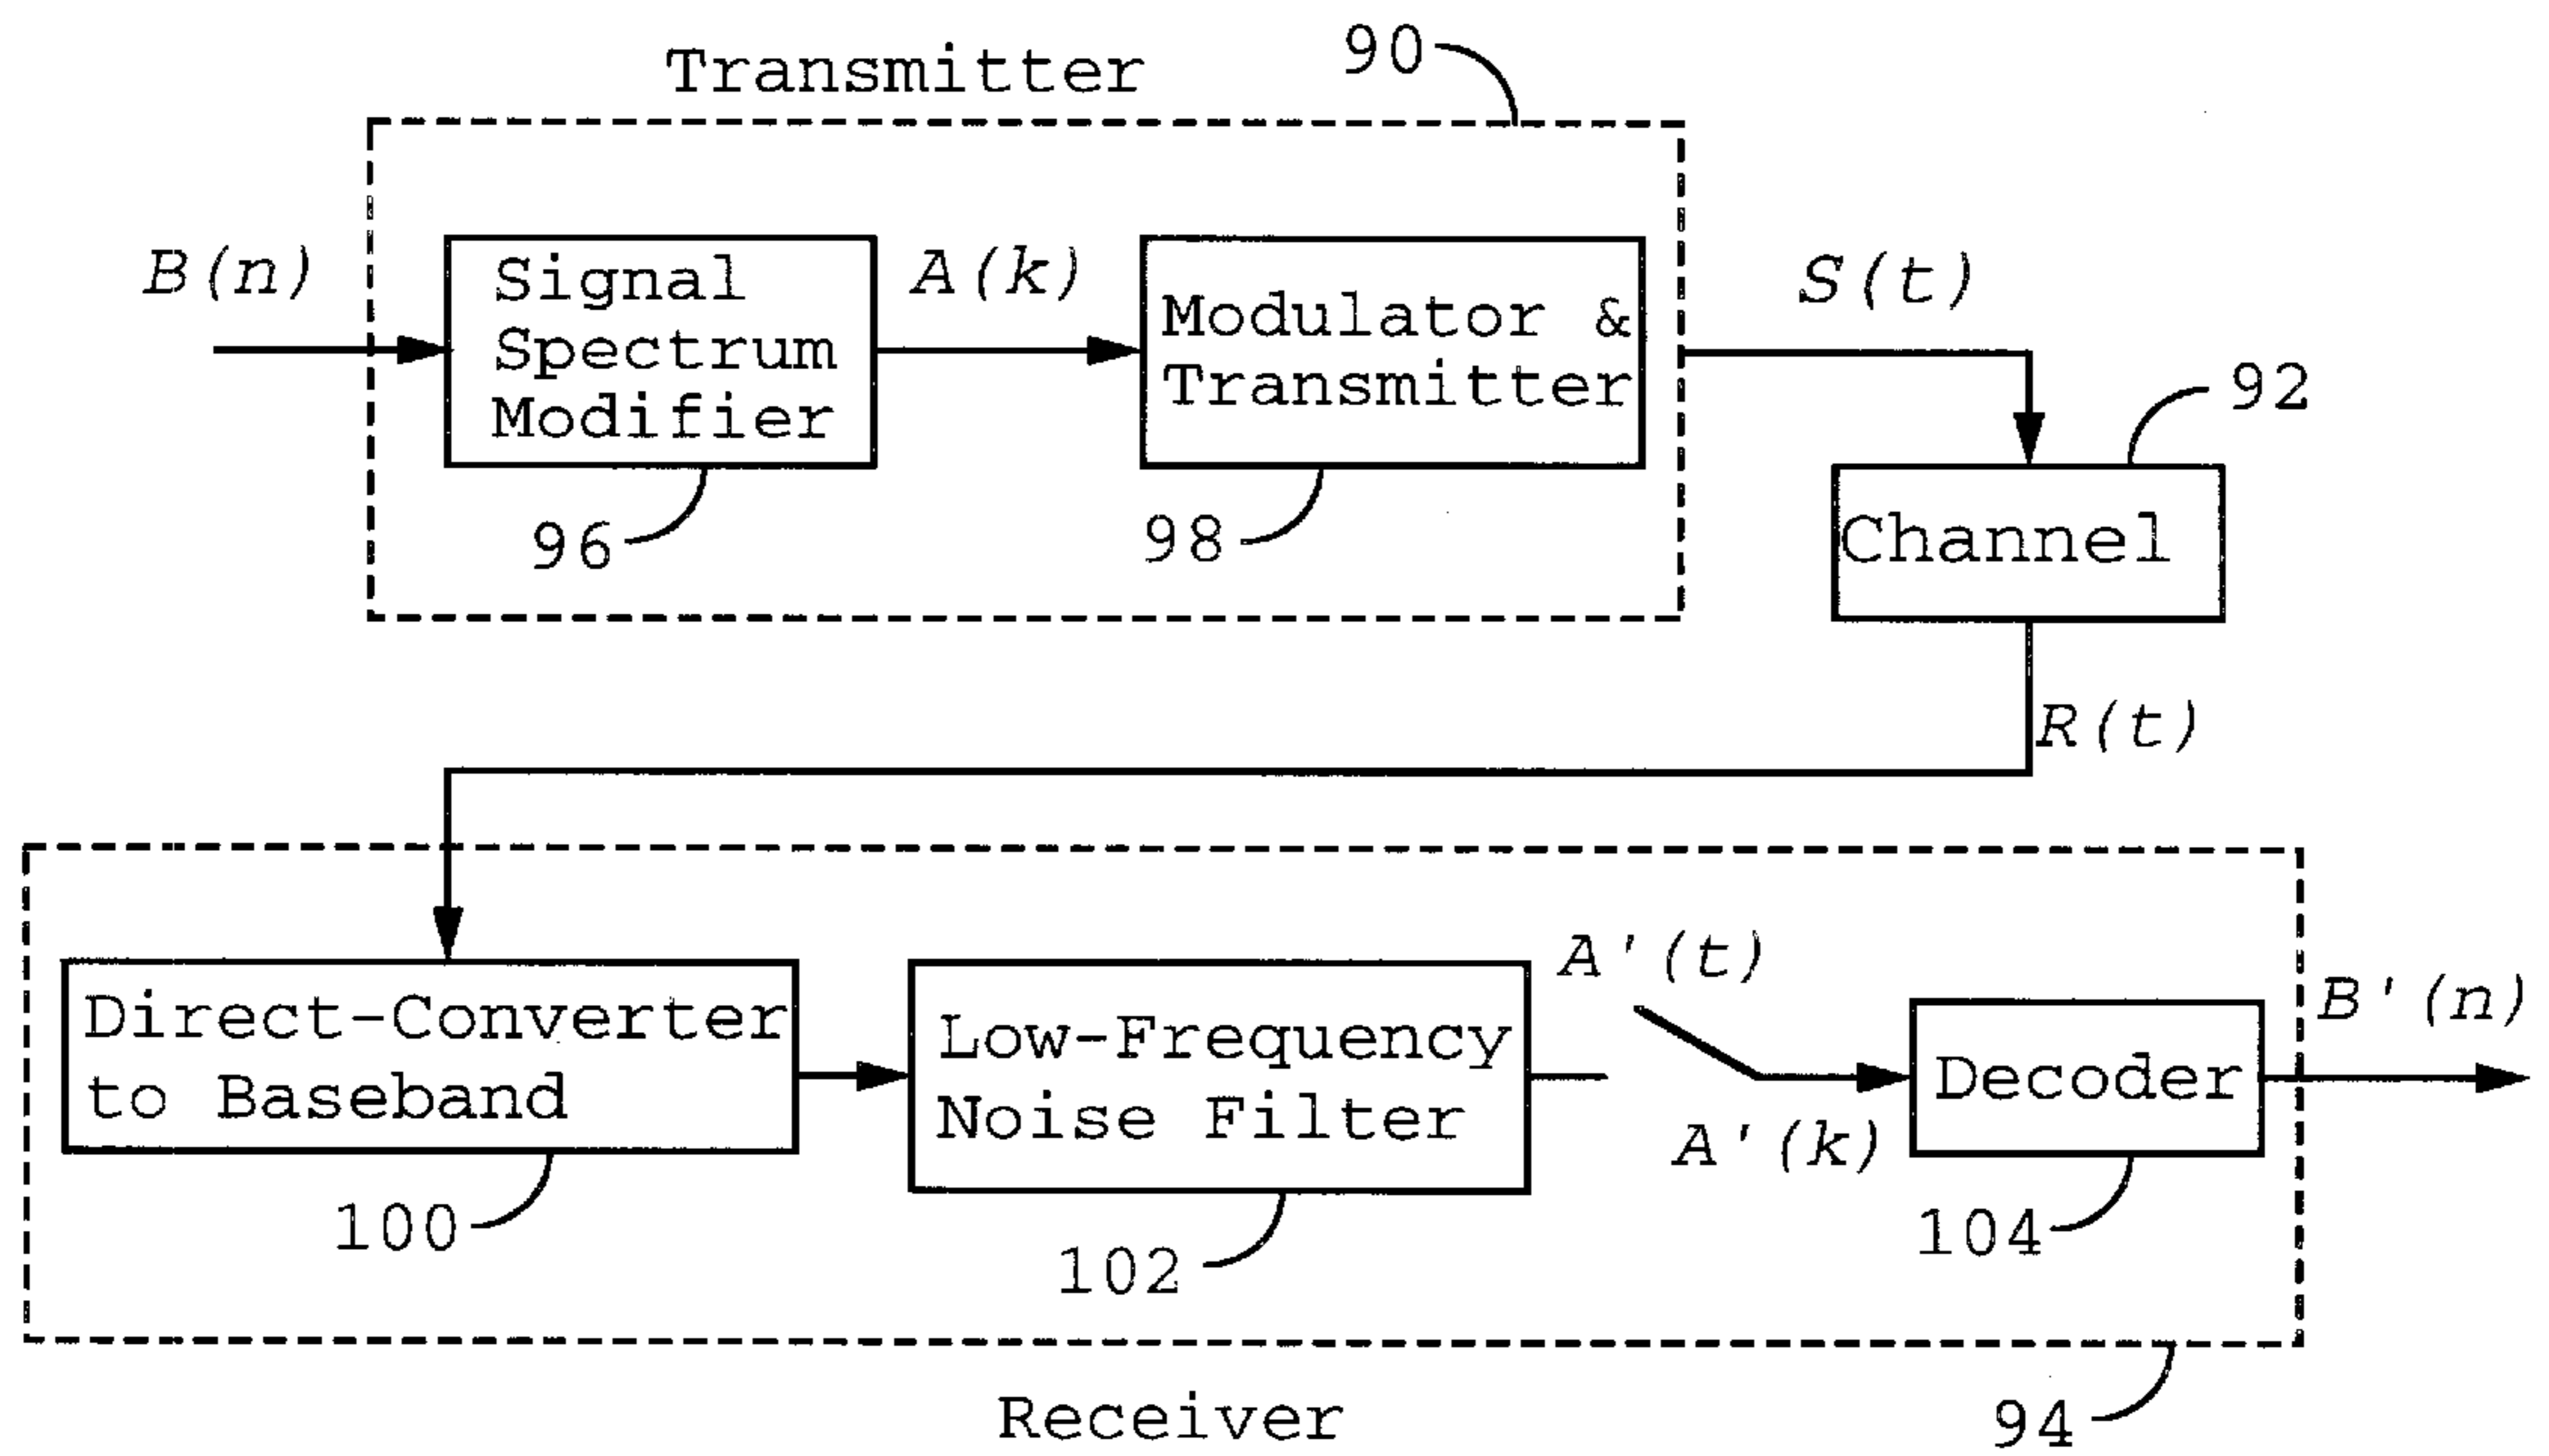 Transmitter
90
B(n)
Signal
Spectrum
Modifier
A(k)
Modulator &
Transmitter
S(t)
92
96
98
Channel
R(t)
Direct-Converter
to Baseband
Low-Frequency
Noise Filter
A'(t)
A'(k)
Decoder
B'(n)
100
102
104
Receiver
94